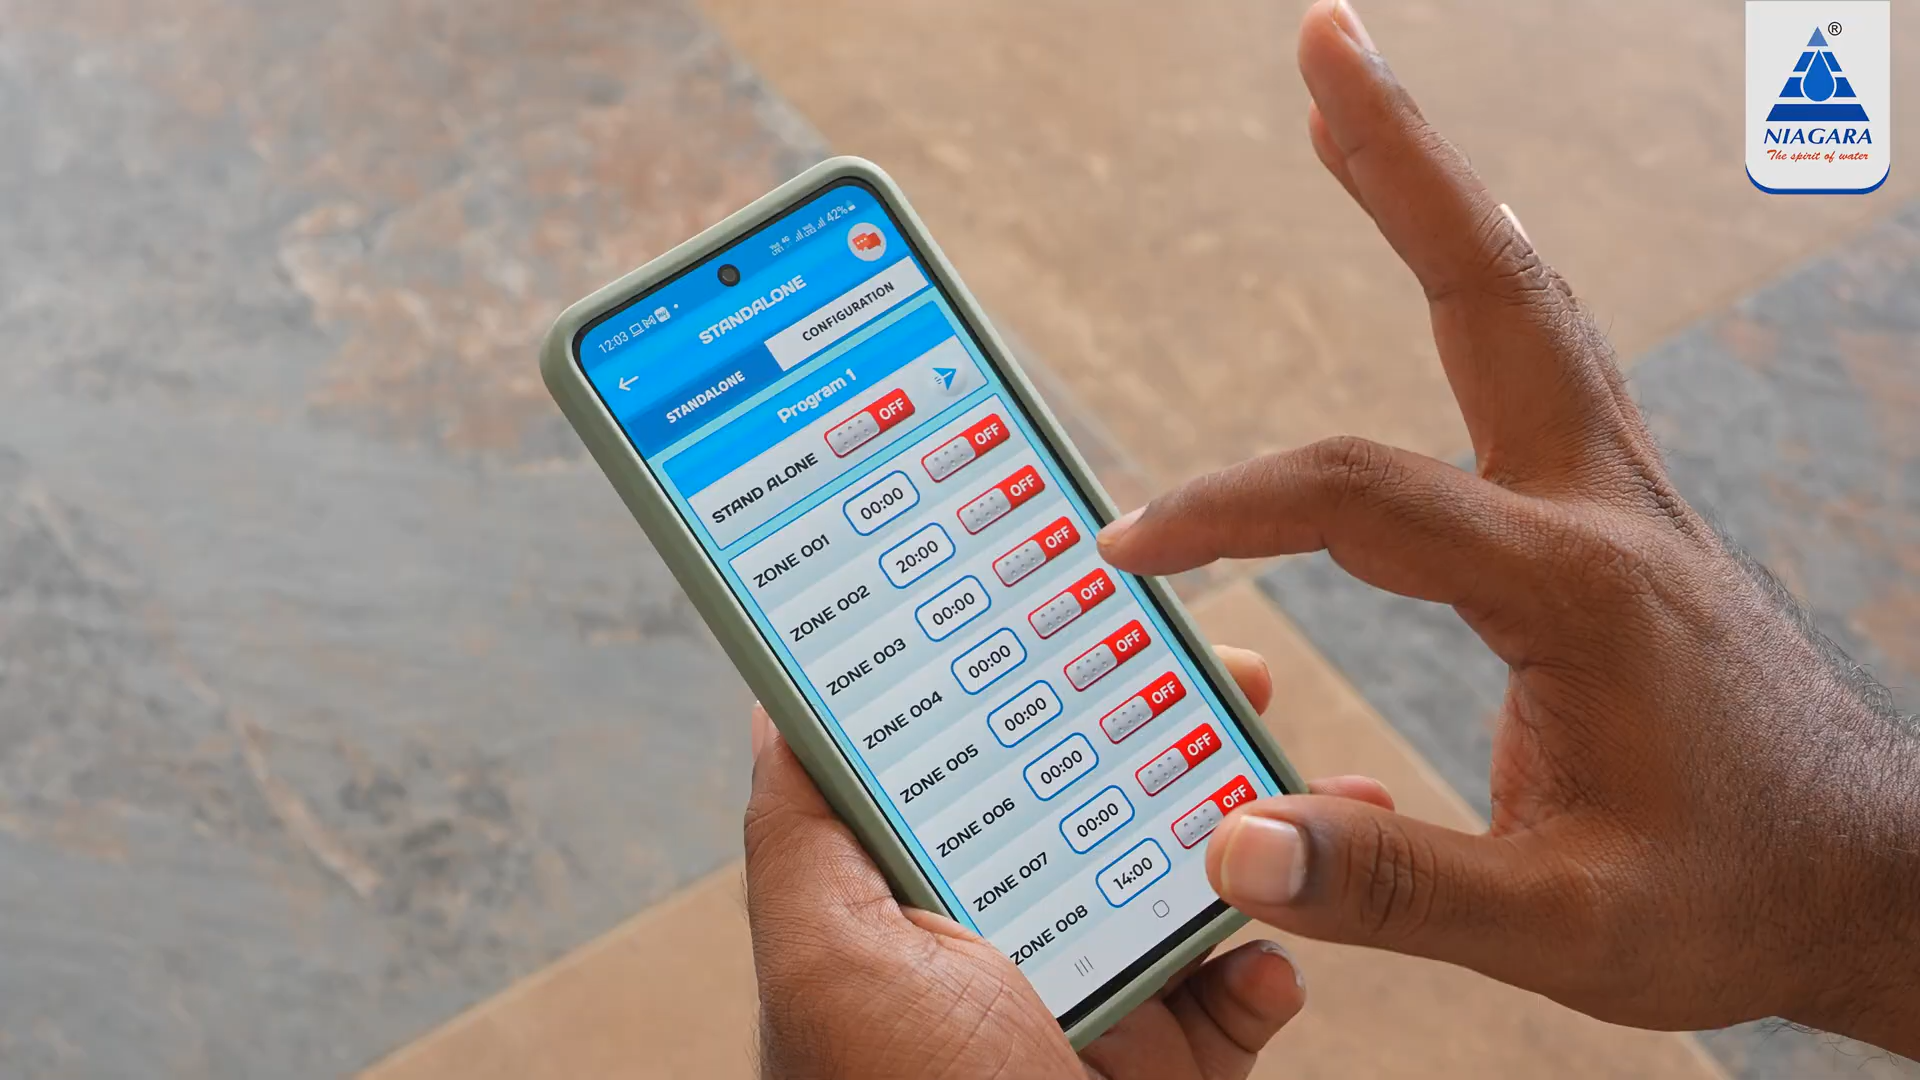 ®
NIAGARA
The spirit of water
12:03
42%
STANDALONE
STANDALONE
CONFIGURATION
Program 1
STAND ALONE OFF
ZONE 001 00:00 OFF
ZONE 002 20:00 OFF
ZONE 003 00:00 OFF
ZONE 004 00:00 OFF
ZONE 005 00:00 OFF
ZONE 006 00:00 OFF
ZONE 007 00:00 OFF
ZONE 008 14:00 OFF